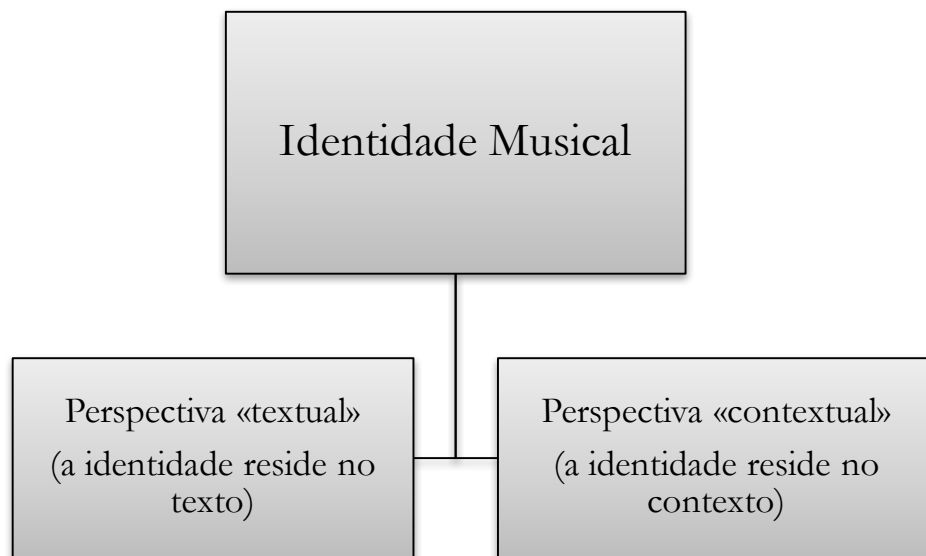 Identidade Musical
Perspectiva «textual»
(a identidade reside no
texto)
Perspectiva «contextual»
(a identidade reside no
contexto)